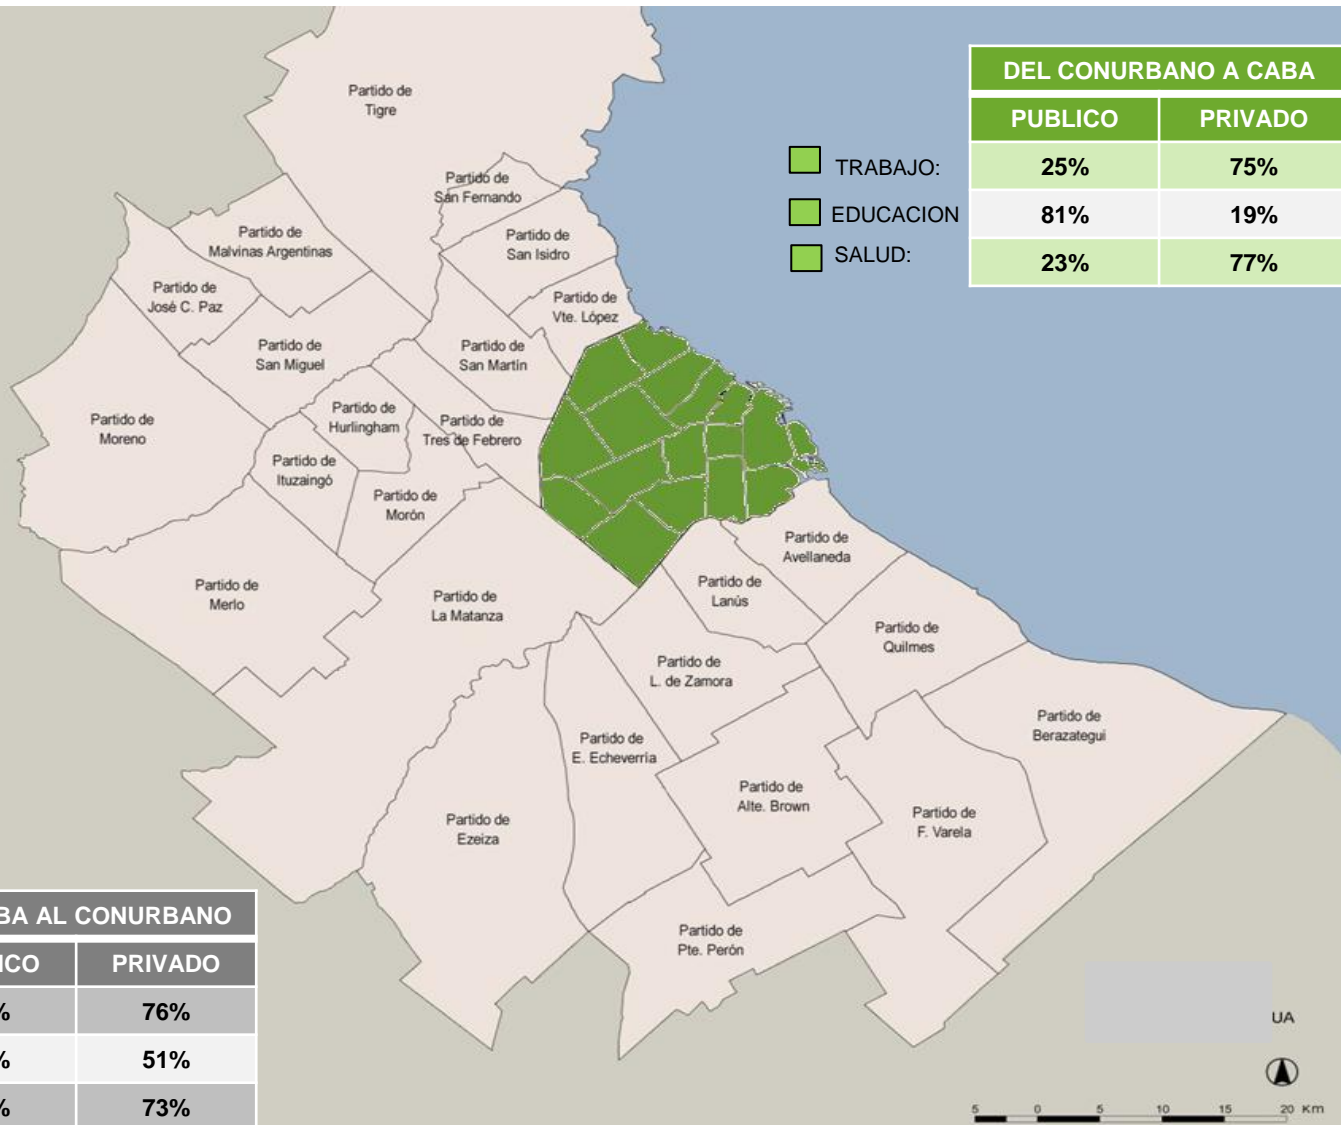 DEL CONURBANO A CABA
PUBLICO PRIVADO
TRABAJO: 25% 75%
EDUCACION 81% 19%
SALUD: 23% 77%
Partido de
Tigre
Partido de
San Fernando
Partido de
San Isidro
Partido de
Malvinas Argentinas
Partido de
José C. Paz
Partido de
Vte. López
Partido de
San Miguel
Partido de
San Martín
Partido de
Moreno
Partido de
Hurlingham
Partido de
Tres de Febrero
Partido de
Ituzaingó
Partido de
Morón
Partido de
Avellaneda
Partido de
Merlo
Partido de
La Matanza
Partido de
Lanús
Partido de
Quilmes
Partido de
L. de Zamora
Partido de
Berazategui
Partido de
E. Echeverría
Partido de
Alte. Brown
Partido de
Ezeiza
Partido de
F. Varela
Partido de
Pte. Perón
BA AL CONURBANO
ICO PRIVADO
% 76%
% 51%
% 73%
UA
5 0 5 10 15 20 Km